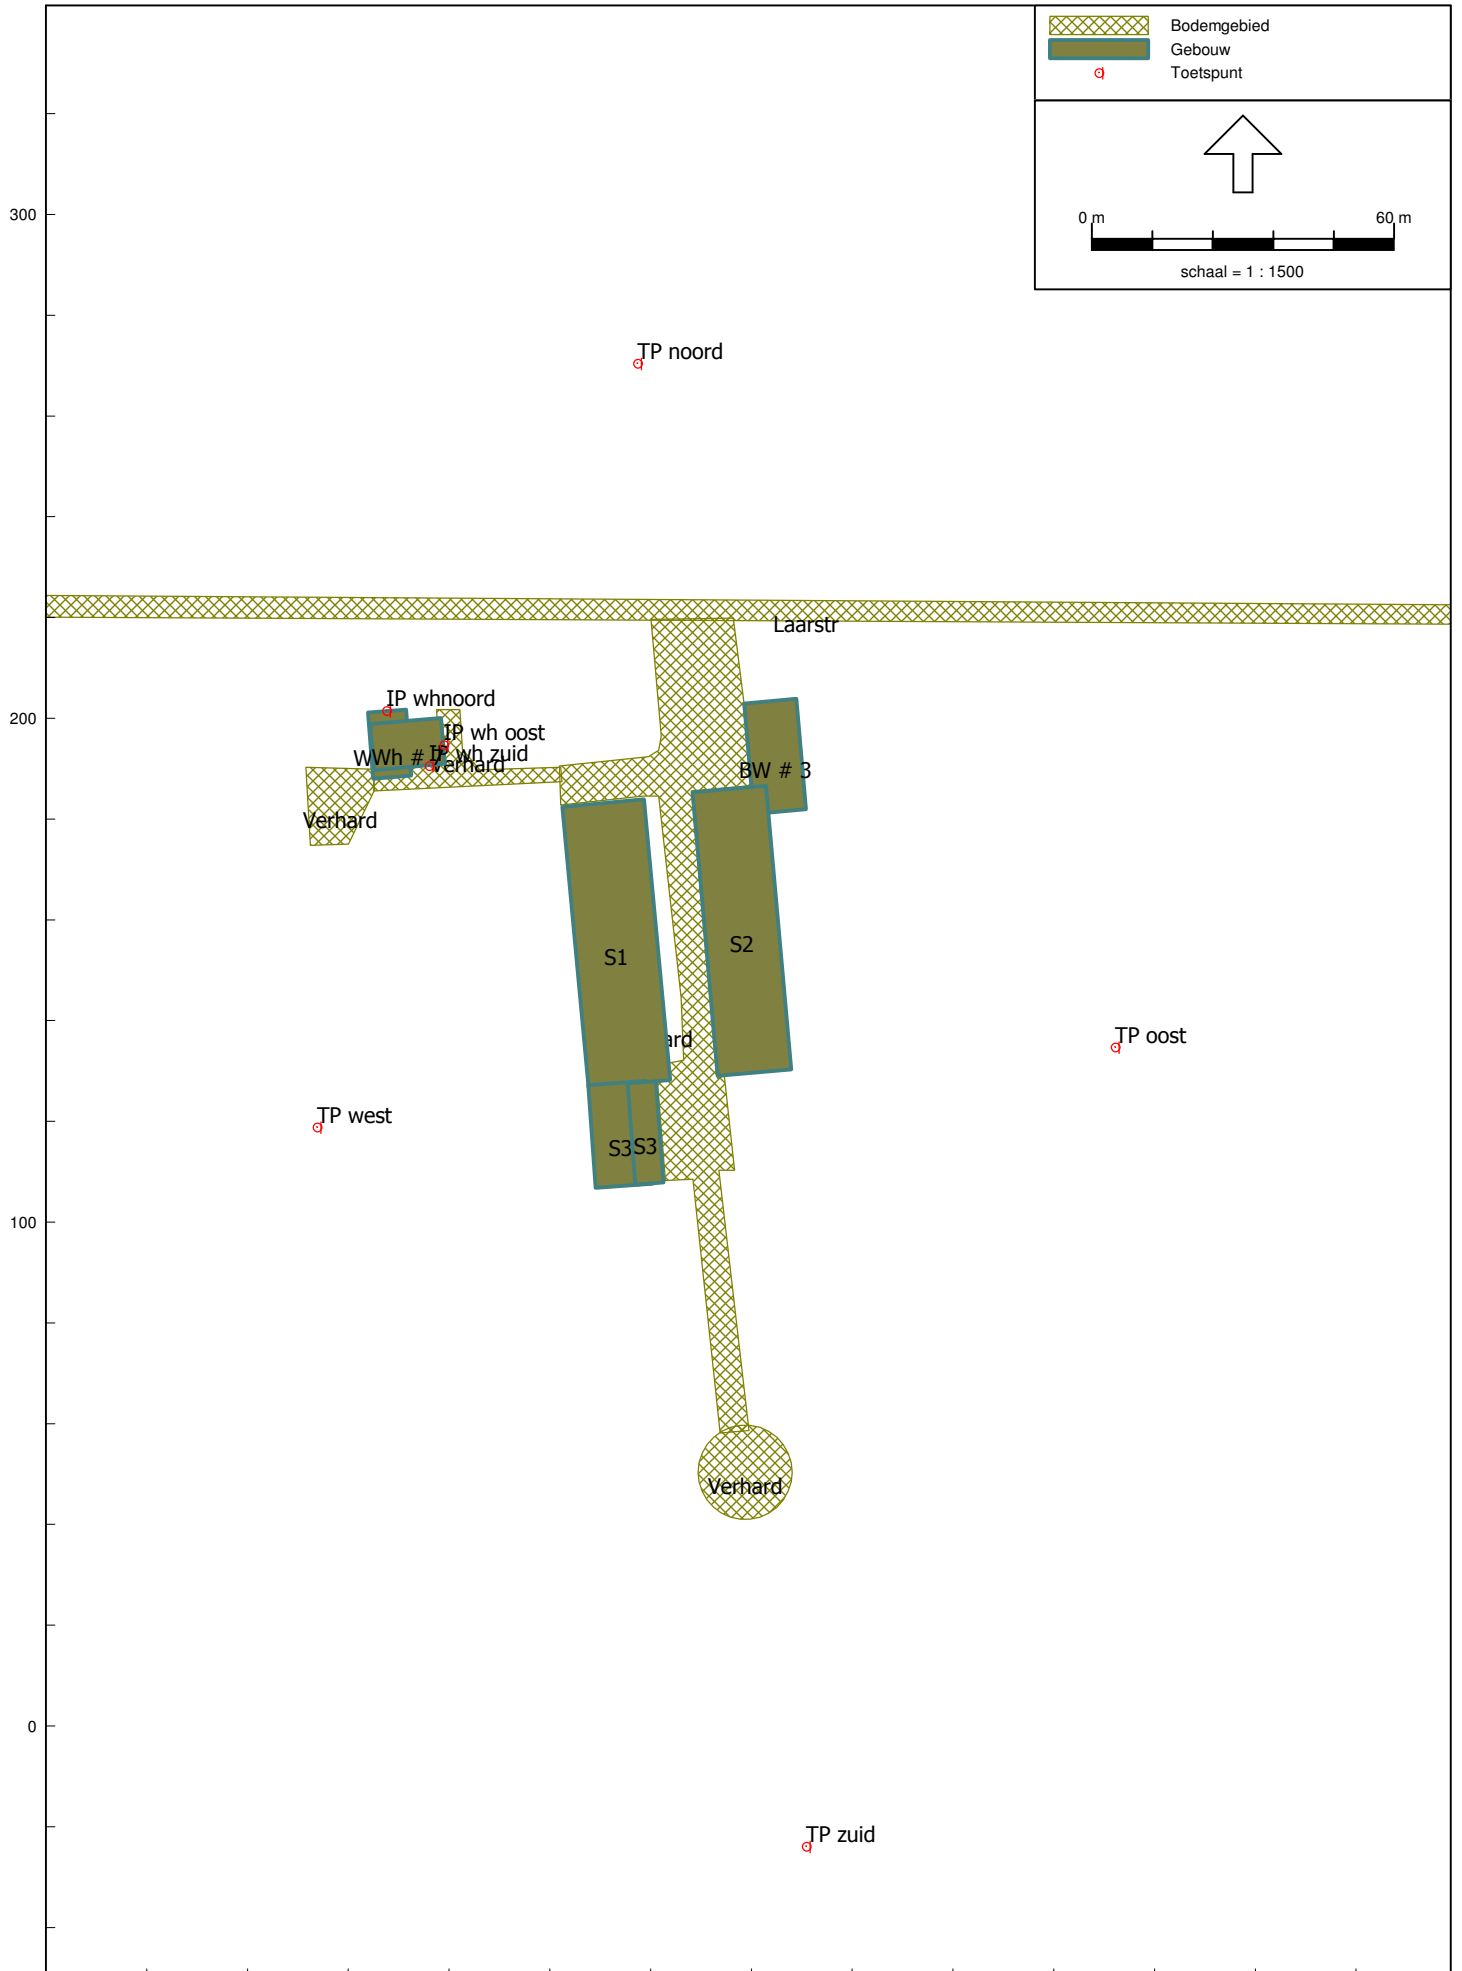 Bodemgebied
Gebouw
Toetspunt
0 m 60 m
schaal = 1 : 1500
300
TP noord
Laarstr
IP whnoord
200
IP wh oost
IP wh zuid
Verhard
BW # 3
Verhard
S2
S1
TP oost
TP west
S3
S3
100
Verhard
0
TP zuid